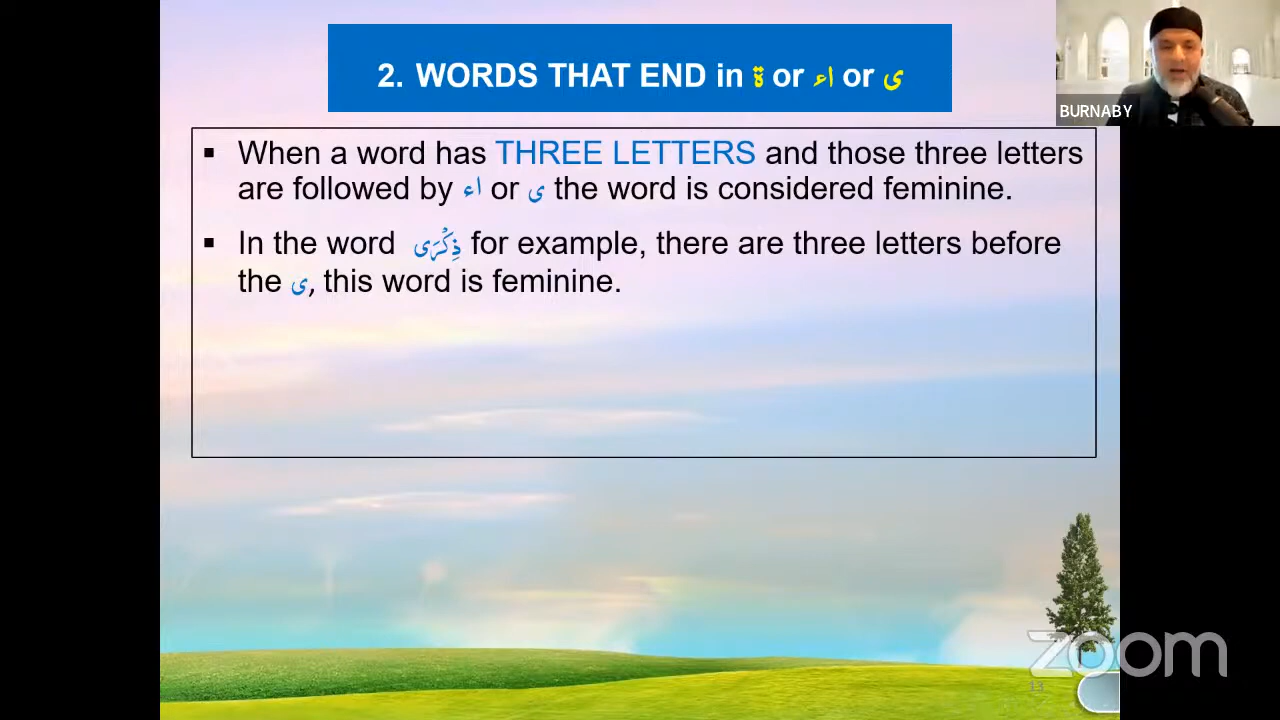 2. WORDS THAT END in ة or اء or ى
BURNABY
▪ When a word has THREE LETTERS and those three letters
are followed by اء or ى the word is considered feminine.
▪ In the word ذِكْرَى for example, there are three letters before
the ى, this word is feminine.
zoom
13